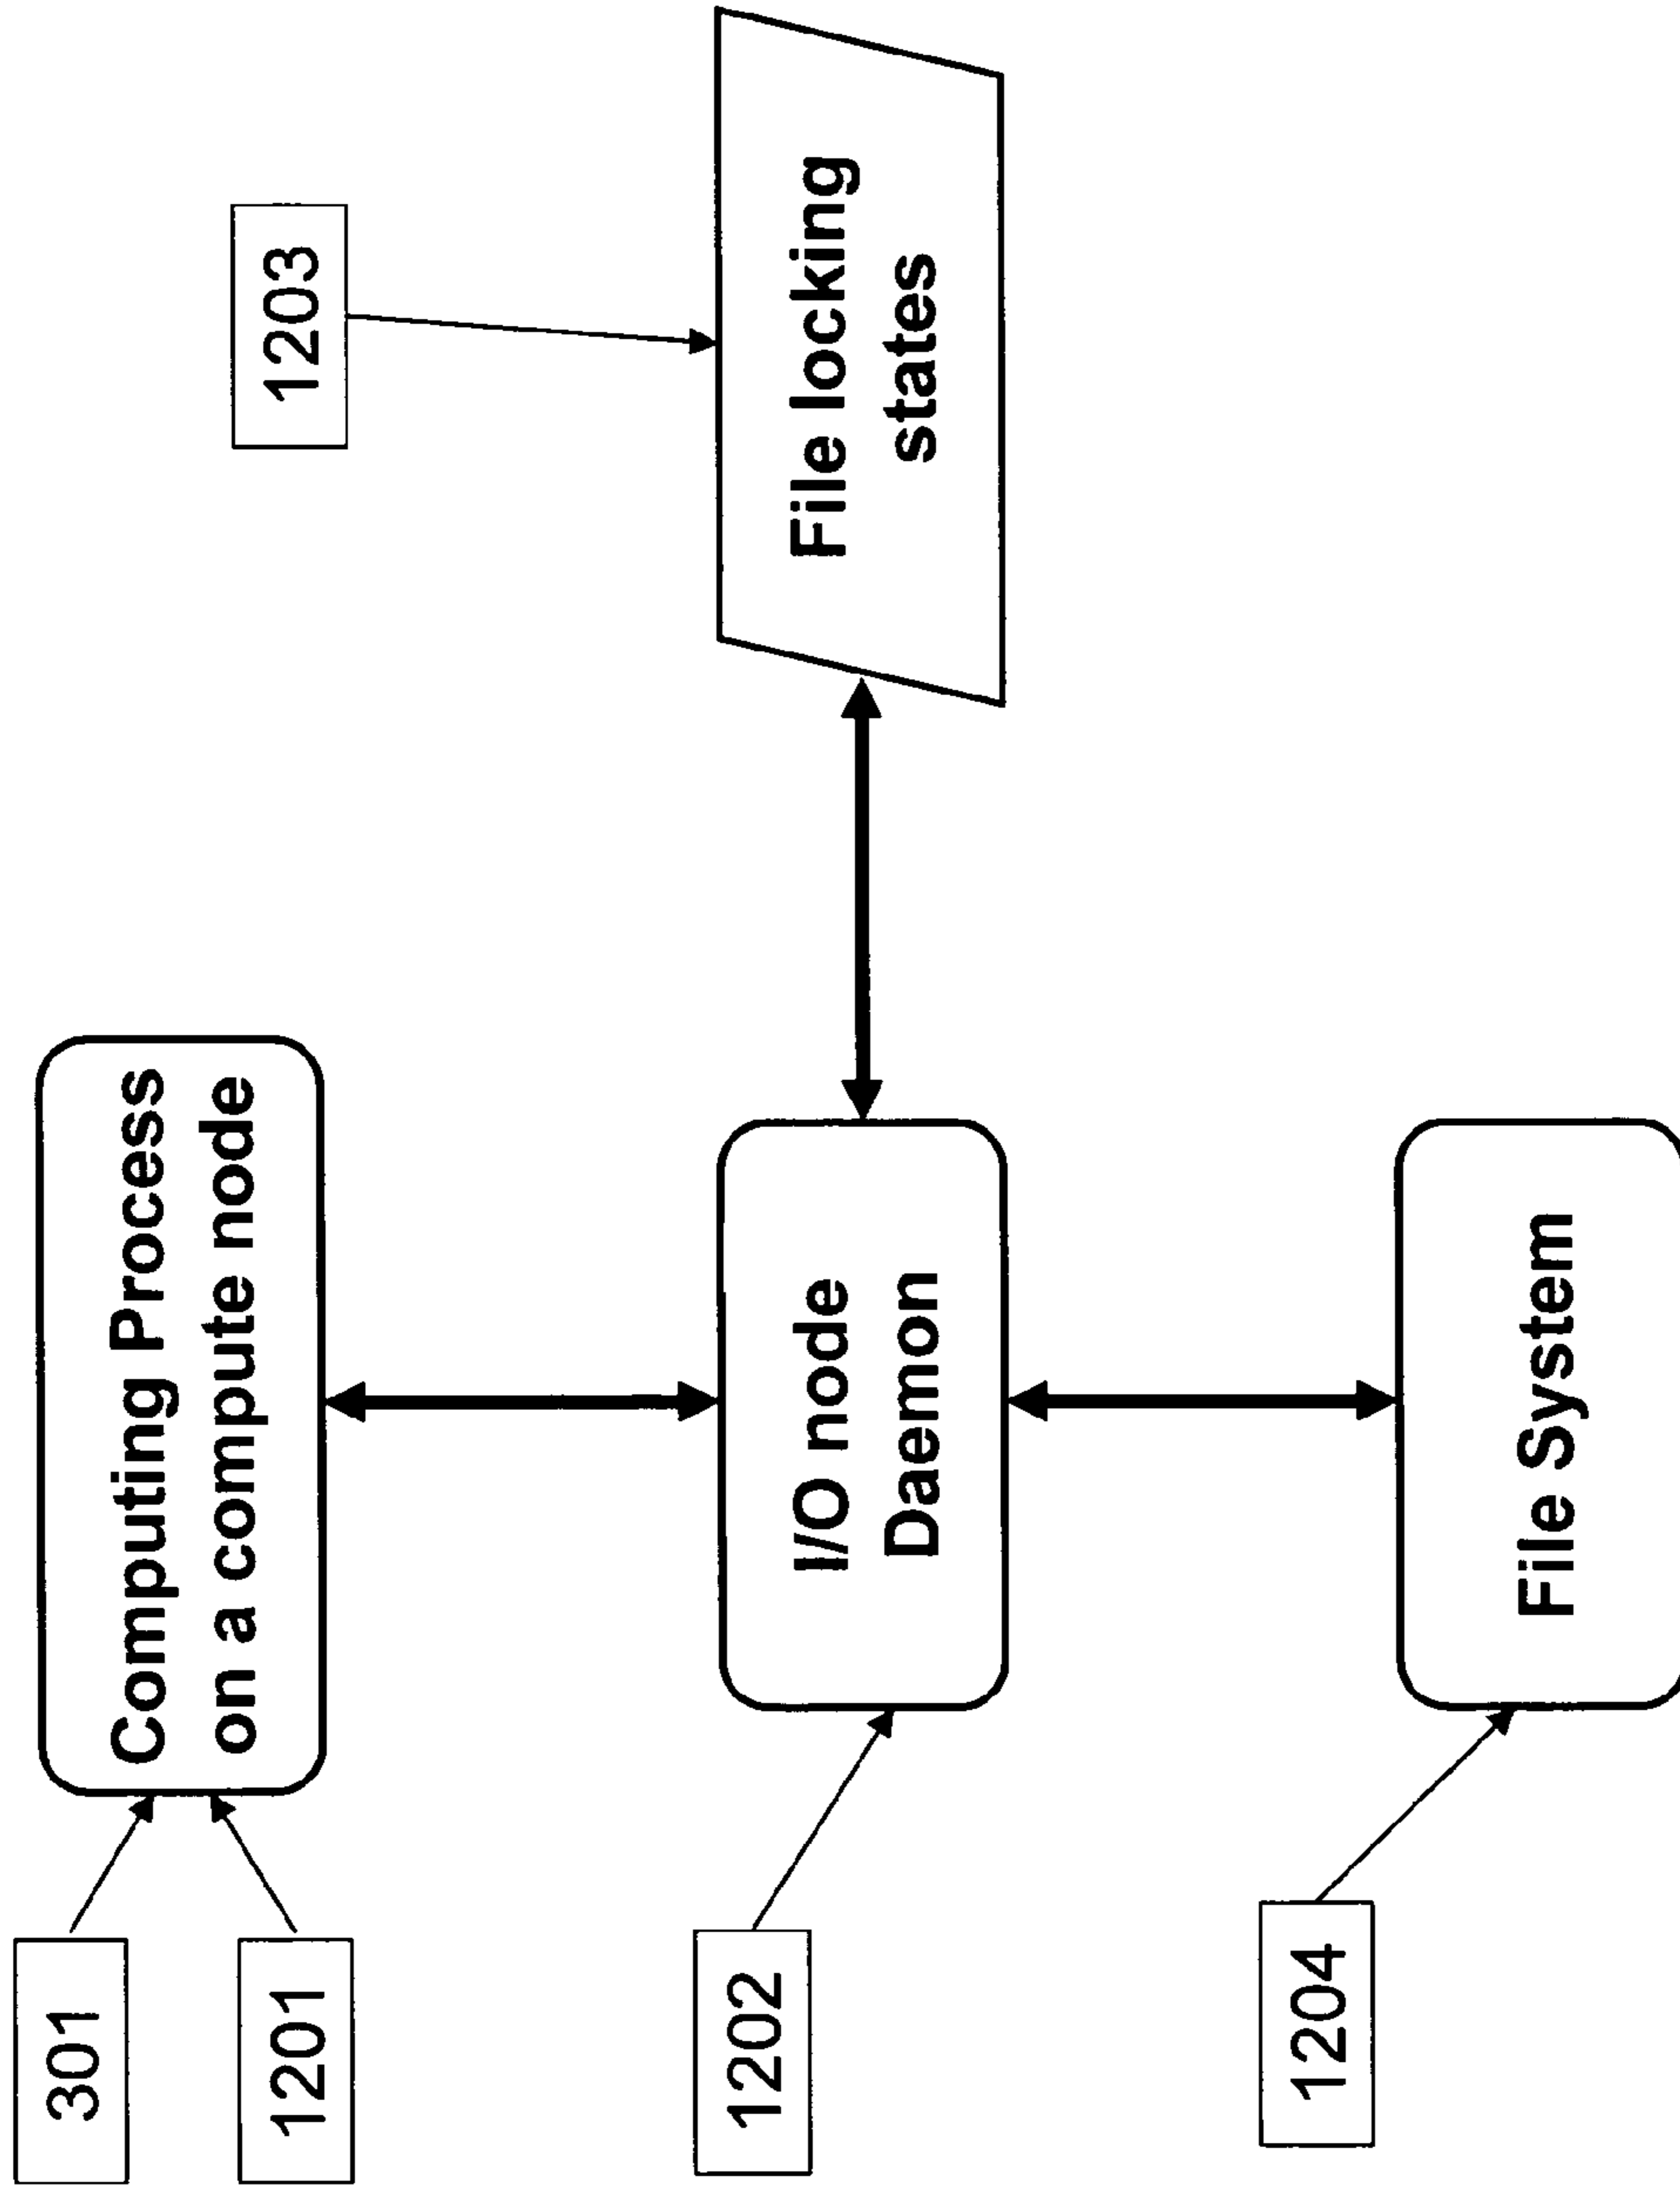 301
1201
Computing Process
on a compute node
1202
I/O node
Daemon
1203
File locking
states
1204
File System